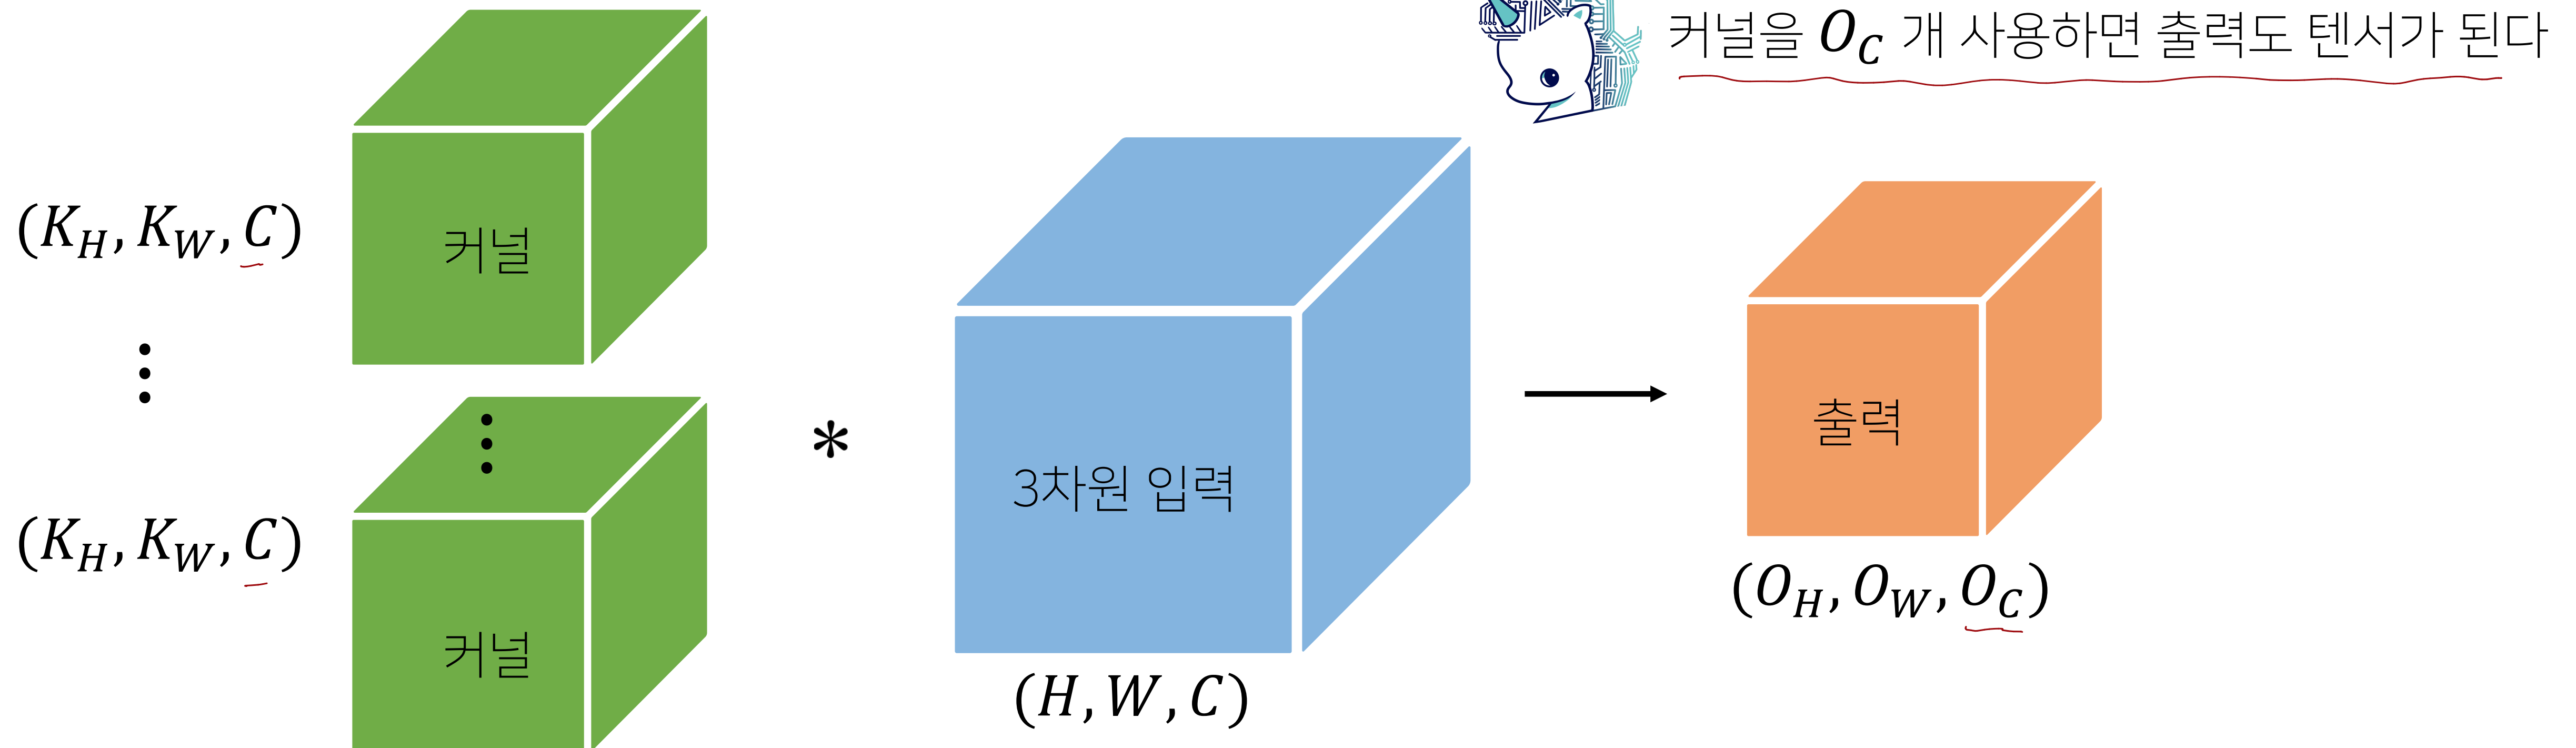 커널을 O_C 개 사용하면 출력도 텐서가 된다
(K_H, K_W, C)
커널
⋮
(K_H, K_W, C)
⋮
커널
*
3차원 입력
(H, W, C)
출력
(O_H, O_W, O_C)